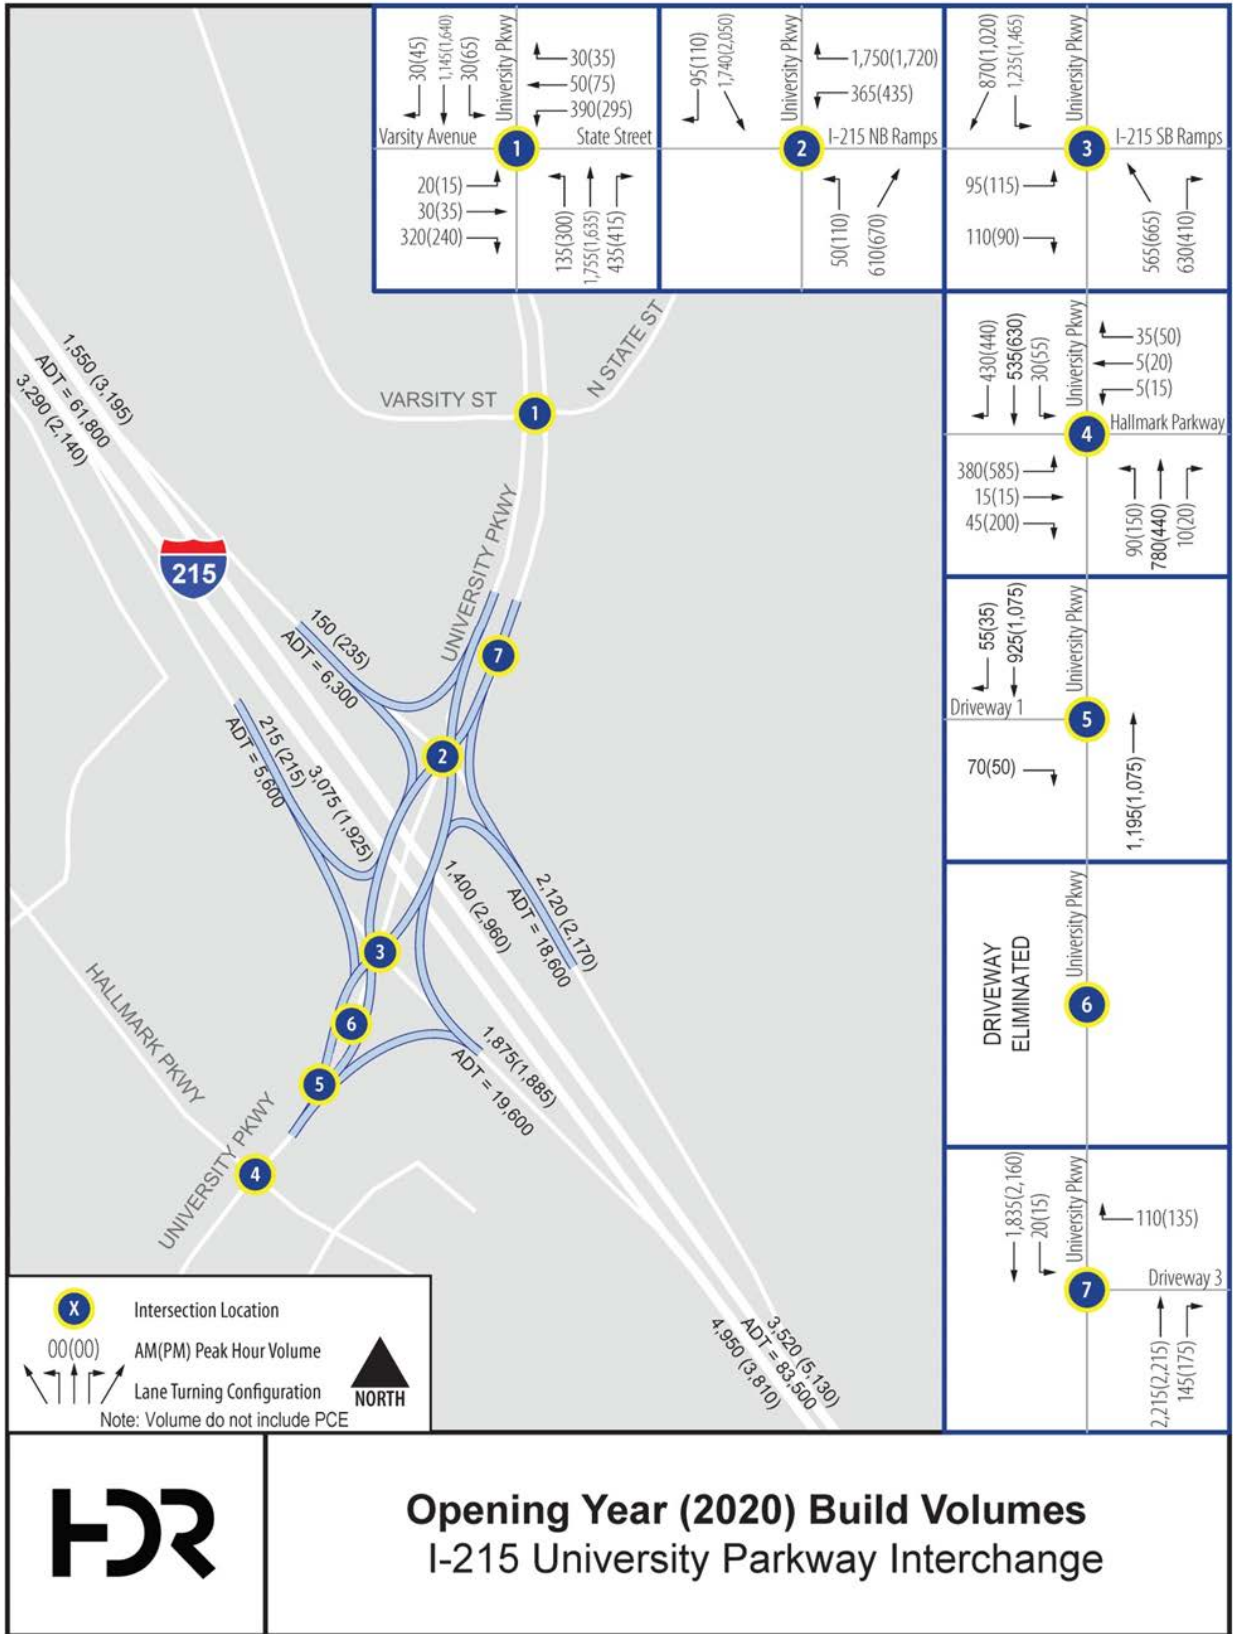 30(45)
1,145(1,640)
30(65)
University Pkwy
30(35)
50(75)
390(295)
Varsity Avenue
1
State Street
20(15)
30(35)
320(240)
135(300)
1,755(1,635)
435(415)
95(110)
1,740(2,050)
University Pkwy
1,750(1,720)
365(435)
2
I-215 NB Ramps
50(110)
610(670)
870(1,020)
1,235(1,465)
University Pkwy
3
I-215 SB Ramps
95(115)
110(90)
565(665)
630(410)
430(440)
535(630)
30(55)
University Pkwy
35(50)
5(20)
5(15)
4
Hallmark Parkway
380(585)
15(15)
45(200)
90(150)
780(440)
10(20)
55(35)
925(1,075)
University Pkwy
Driveway 1
5
70(50)
1,195(1,075)
DRIVEWAY
ELIMINATED
University Pkwy
6
1,835(2,160)
20(15)
University Pkwy
110(135)
7
Driveway 3
2,215(2,215)
145(175)
1,550 (3,195)
ADT = 61,800
3,290 (2,140)
VARSITY ST
1
N STATE ST
215
UNIVERSITY PKWY
7
150 (235)
ADT = 6,300
2
215 (215)
ADT = 5,600
3,075 (1,925)
1,400 (2,960)
2,120 (2,170)
ADT = 18,600
3
6
5
1,875(1,885)
ADT = 19,600
HALLMARK PKWY
UNIVERSITY PKWY
4
3,520 (5,130)
ADT = 83,500
4,950 (3,810)
X
Intersection Location
00(00)
AM(PM) Peak Hour Volume
Lane Turning Configuration
NORTH
Note: Volume do not include PCE
HDR
Opening Year (2020) Build Volumes
I-215 University Parkway Interchange